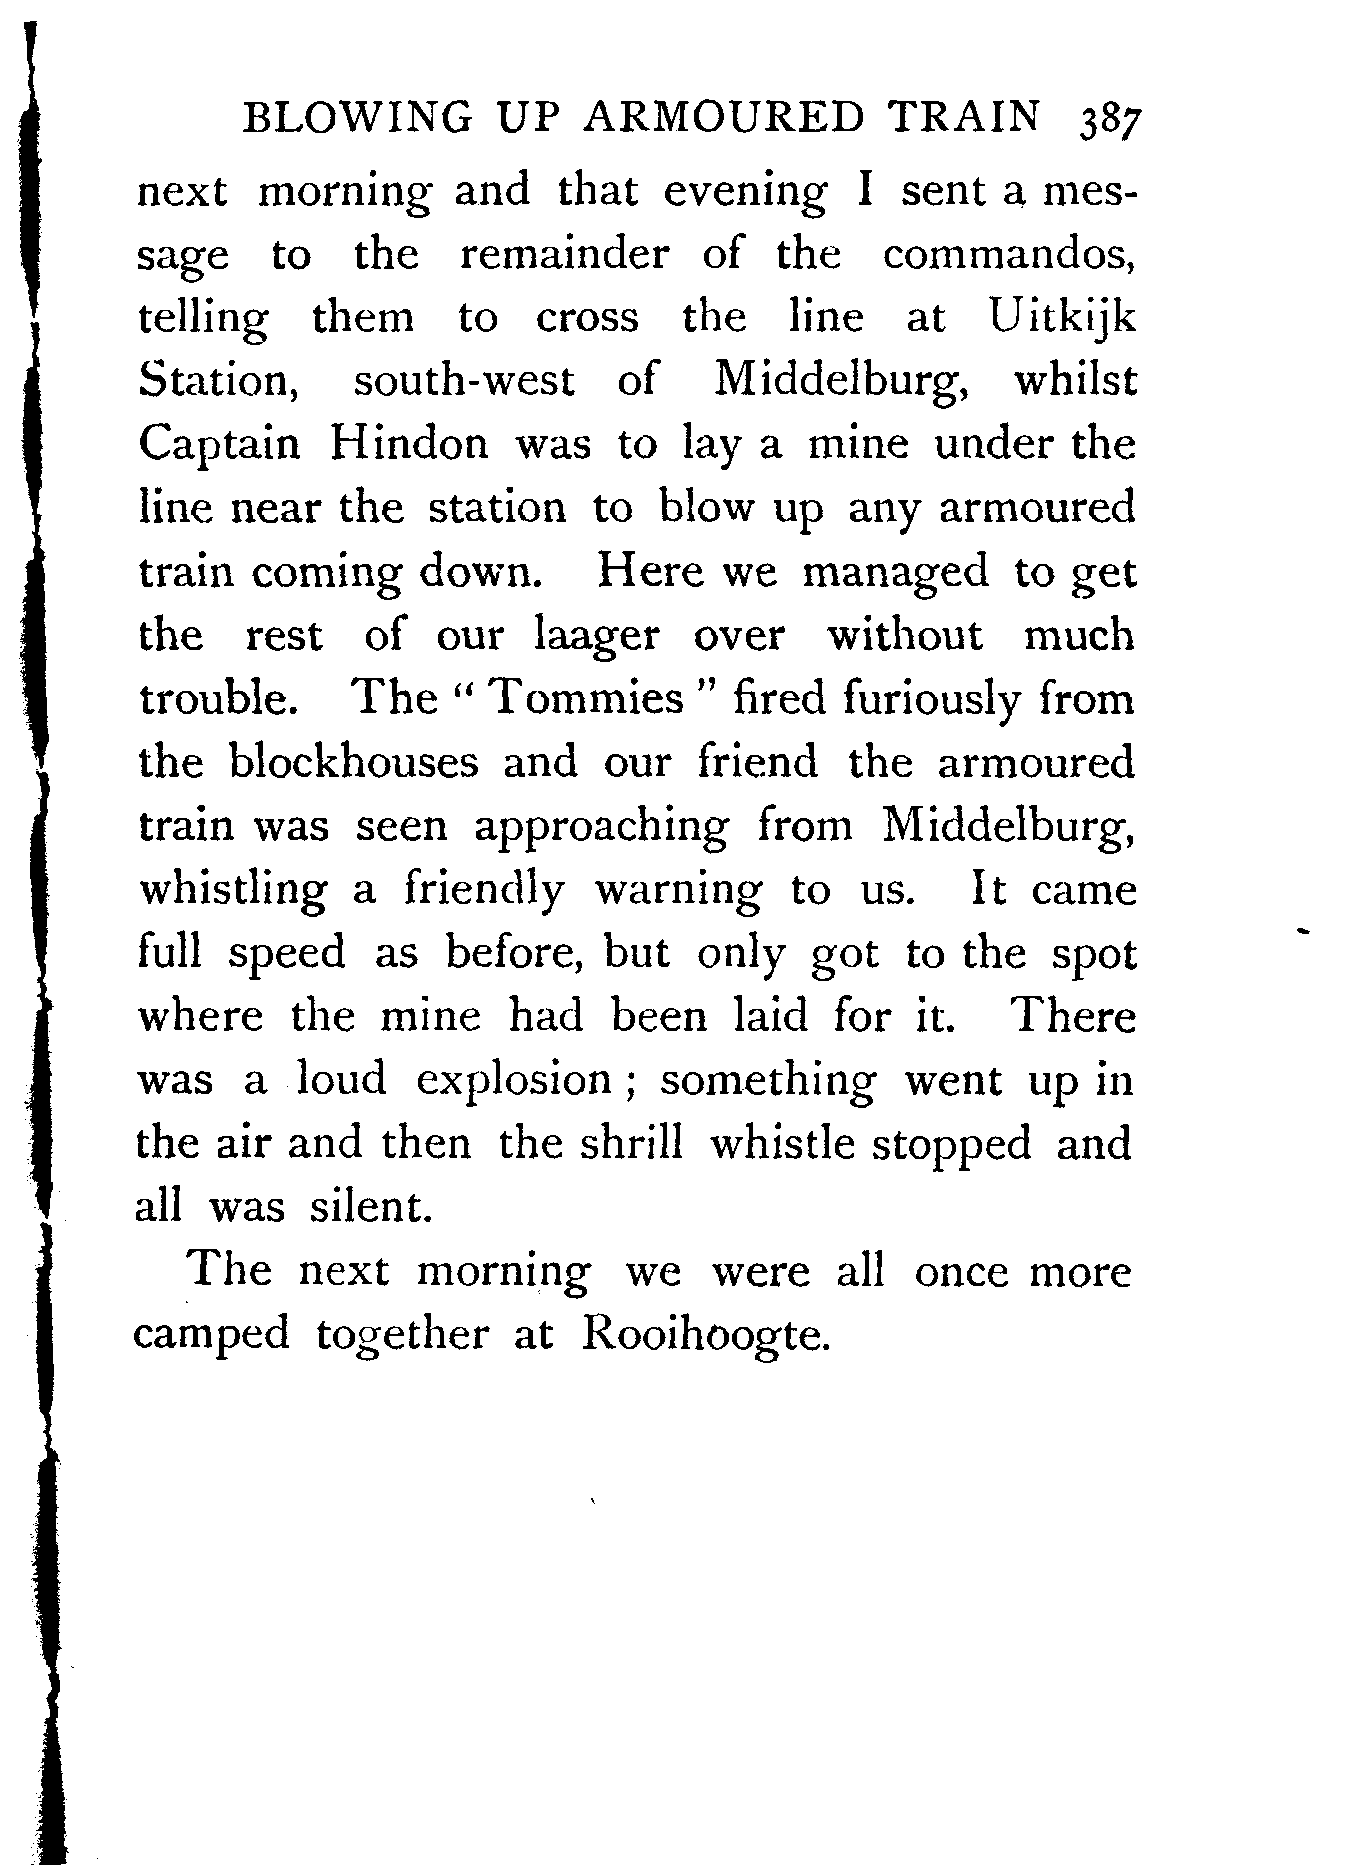 BLOWING UP ARMOURED TRAIN 387
next morning and that evening I sent a mes-
sage to the remainder of the commandos,
telling them to cross the line at Uitkijk
Station, south-west of Middelburg, whilst
Captain Hindon was to lay a mine under the
line near the station to blow up any armoured
train coming down. Here we managed to get
the rest of our laager over without much
trouble. The “ Tommies ” fired furiously from
the blockhouses and our friend the armoured
train was seen approaching from Middelburg,
whistling a friendly warning to us. It came
full speed as before, but only got to the spot
where the mine had been laid for it. There
was a loud explosion ; something went up in
the air and then the shrill whistle stopped and
all was silent.
The next morning we were all once more
camped together at Rooihoogte.